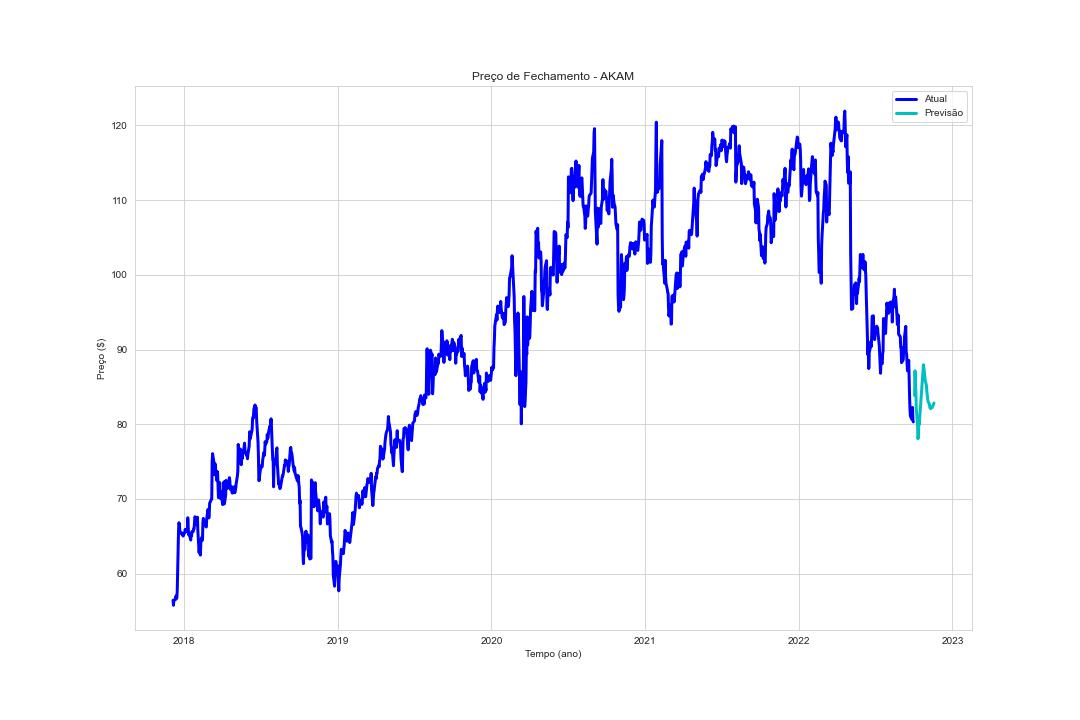 Preço de Fechamento - AKAM
Atual
Previsão
120
110
100
90
80
70
60
Preço ($)
2018 2019 2020 2021 2022 2023
Tempo (ano)